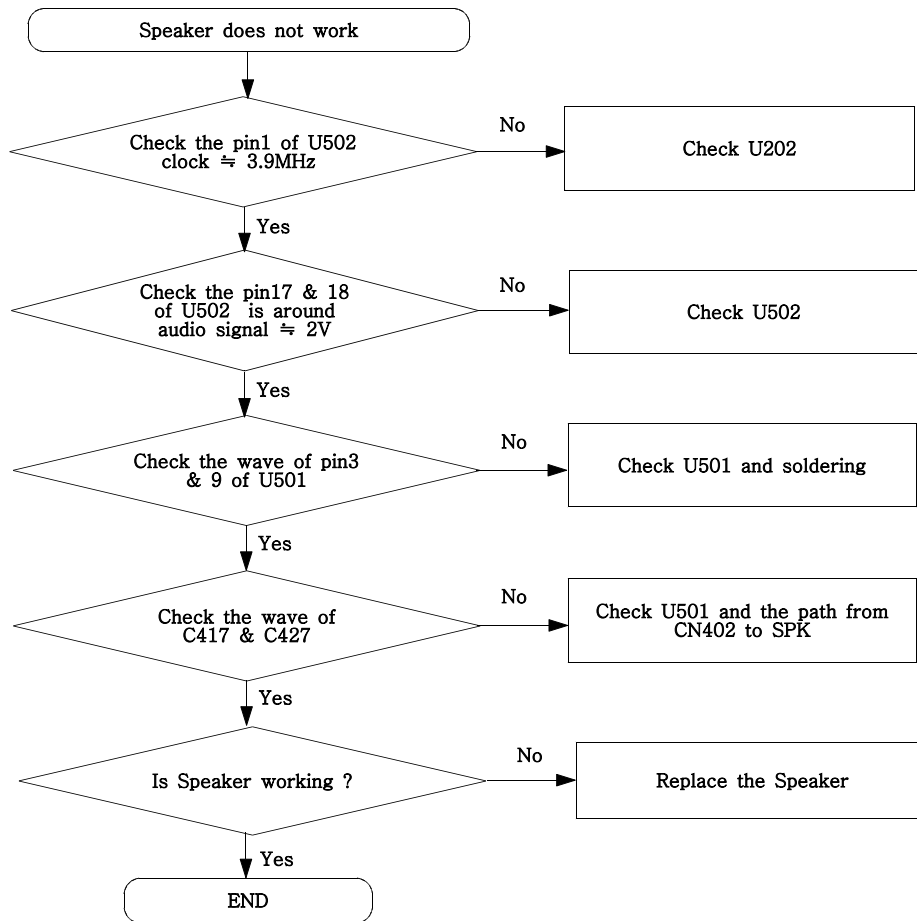 Speaker does not work
Check the pin1 of U502
clock ≒ 3.9MHz
No
Check U202
Yes
Check the pin17 & 18
of U502 is around
audio signal ≒ 2V
No
Check U502
Yes
Check the wave of pin3
& 9 of U501
No
Check U501 and soldering
Yes
Check the wave of
C417 & C427
No
Check U501 and the path from
CN402 to SPK
Yes
Is Speaker working ?
No
Replace the Speaker
Yes
END